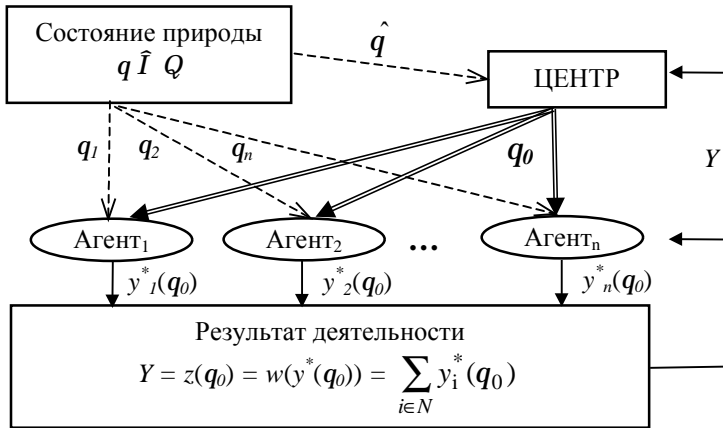 Состояние природы
q Î Q
q̂
ЦЕНТР
q₁
q₂
qₙ
q₀
Y
Агент₁
Агент₂
...
Агентₙ
y*₁(q₀)
y*₂(q₀)
y*ₙ(q₀)
Результат деятельности
Y = z(q₀) = w(y*(q₀)) = ∑_{i∈N} y_i^*(q₀)